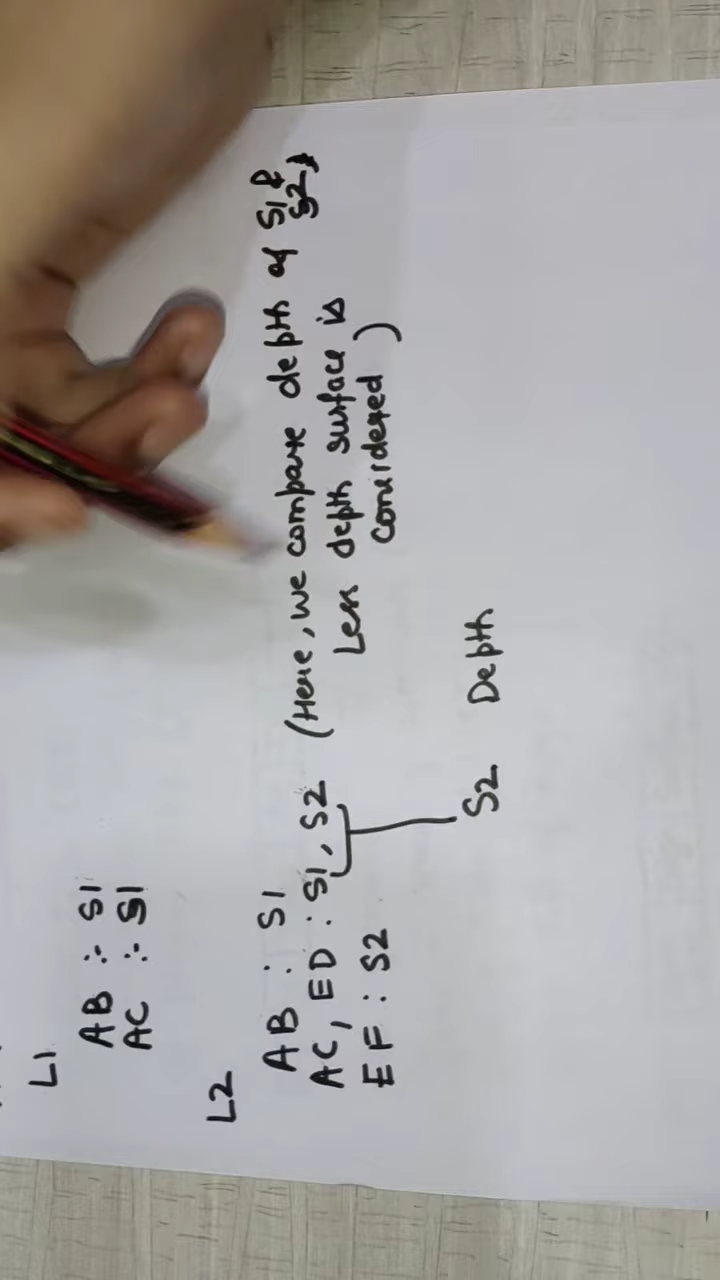 L1
AB :- S1
AC :- S1
L2
AB : S1
AC, ED : S1, S2 (Here, we compare depth of S1 & S2,
Less depth surface is
considered)
EF : S2
S2 Depth